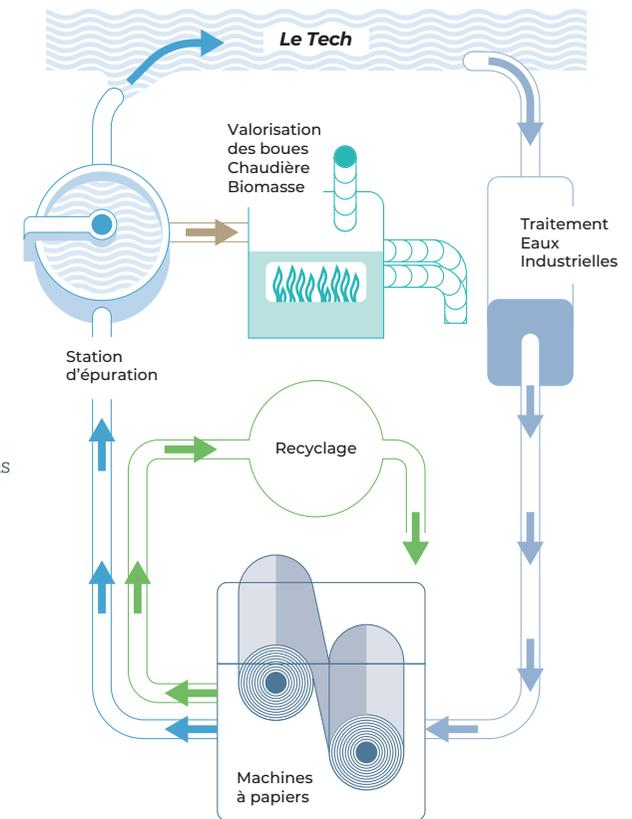 Le Tech
Valorisation
des boues
Chaudière
Biomasse
Traitement
Eaux
Industrielles
Station
d'épuration
Recyclage
Machines
à papiers